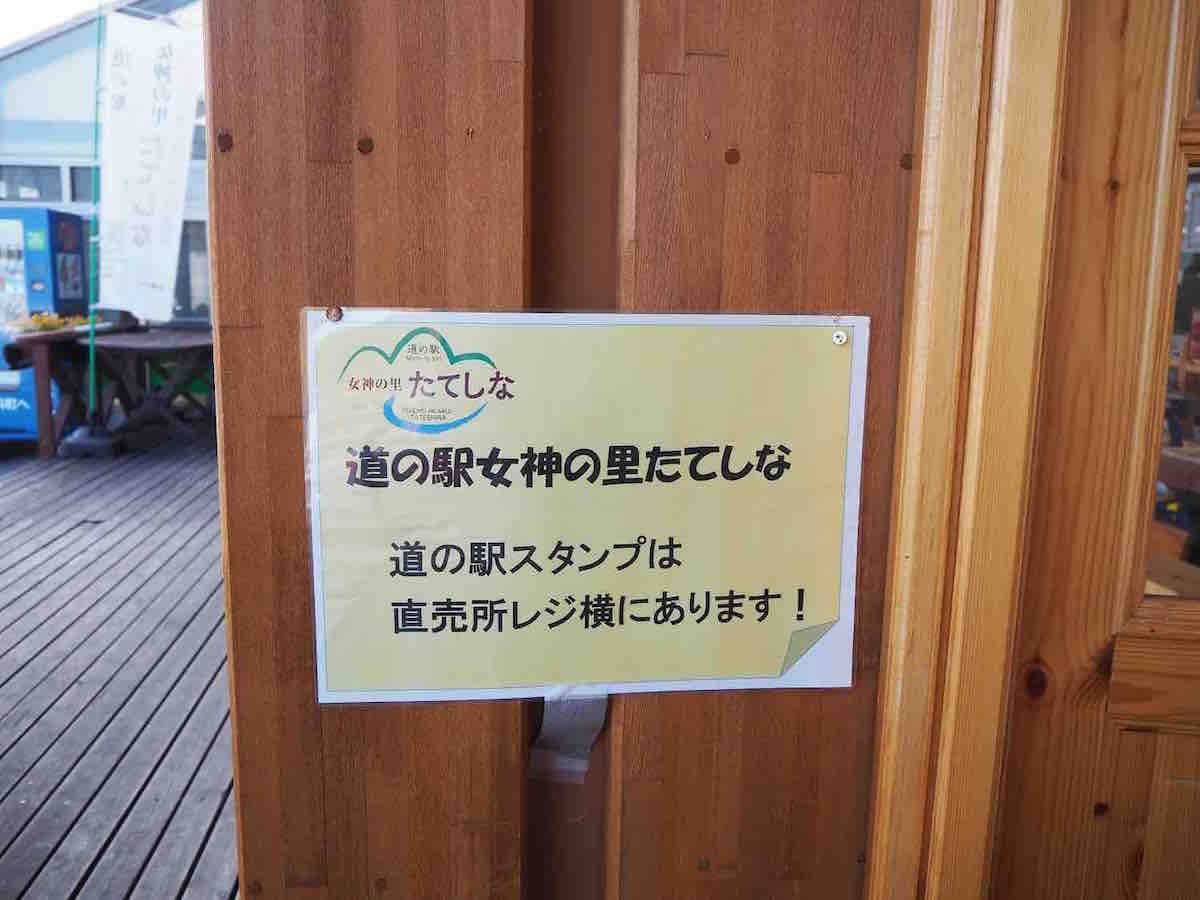 道の駅
女神の里 たてしな
道の駅女神の里たてしな
道の駅スタンプは
直売所レジ横にあります！